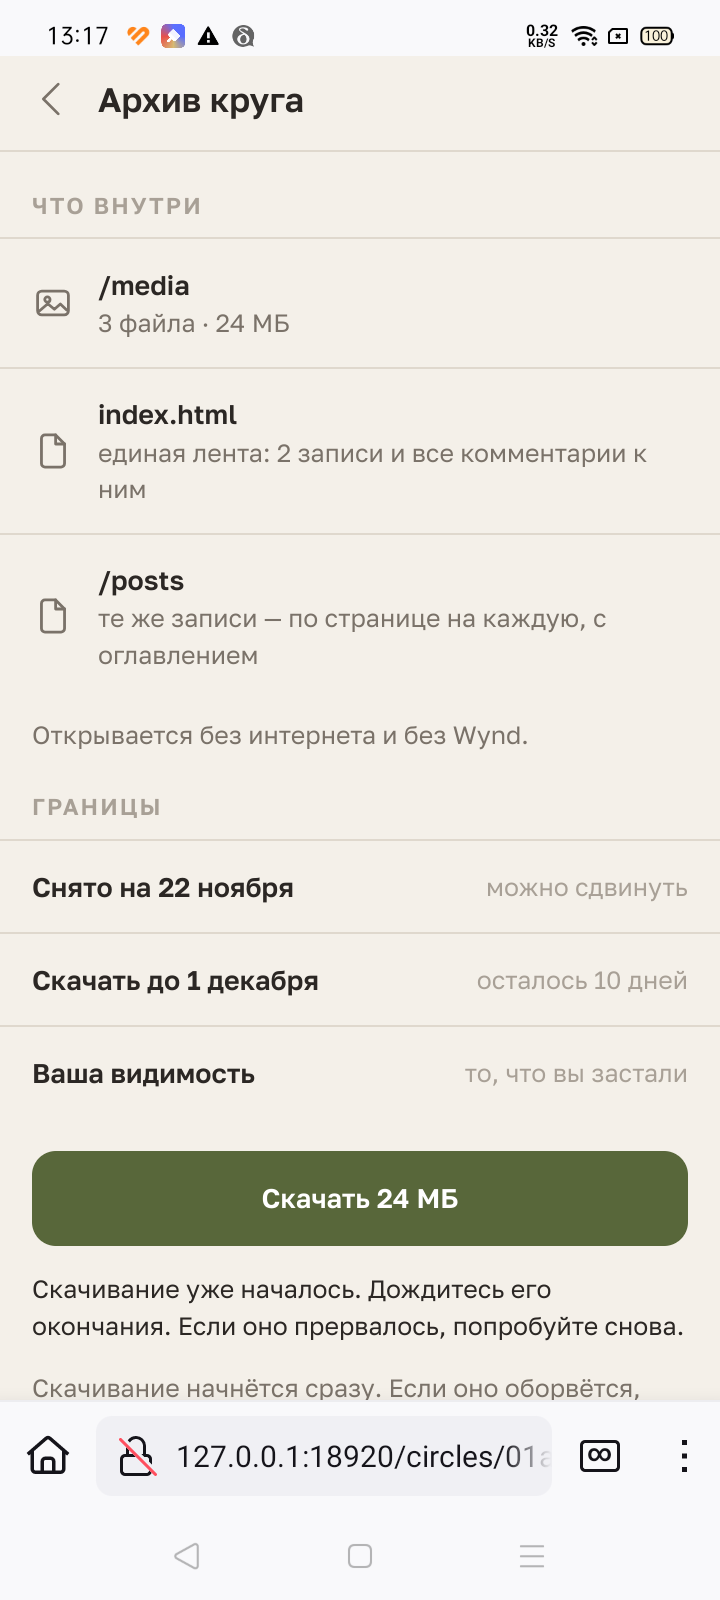 13:17
0.32
KB/S
100
Архив круга
ЧТО ВНУТРИ
/media
3 файла · 24 МБ
index.html
единая лента: 2 записи и все комментарии к
ним
/posts
те же записи — по странице на каждую, с
оглавлением
Открывается без интернета и без Wynd.
ГРАНИЦЫ
Снято на 22 ноября
можно сдвинуть
Скачать до 1 декабря
осталось 10 дней
Ваша видимость
то, что вы застали
Скачать 24 МБ
Скачивание уже началось. Дождитесь его
окончания. Если оно прервалось, попробуйте снова.
Скачивание начнётся сразу. Если оно оборвётся,
127.0.0.1:18920/circles/01a